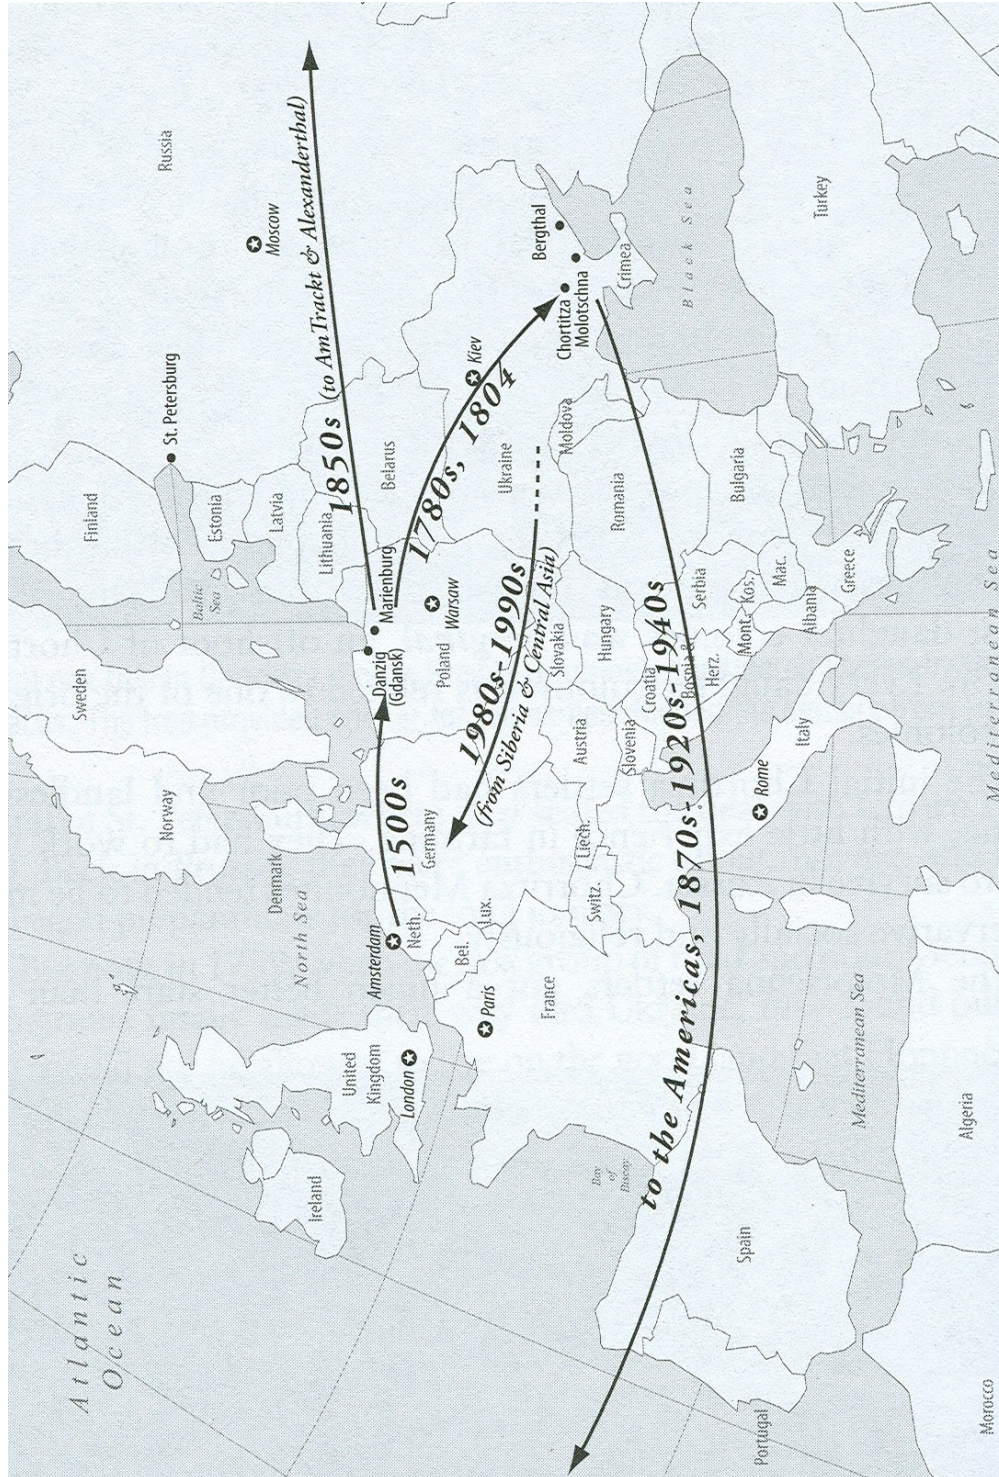 Atlantic
Ocean
Norway
Sweden
Finland
Russia
St. Petersburg
Moscow
Baltic
Sea
Estonia
Latvia
Lithuania
1850s (to Am Trackt & Alexanderthal)
Ireland
United
Kingdom
London
North Sea
Denmark
Amsterdam
Neth.
1500s
Germany
Danzig
(Gdansk)
Marienburg
Poland
Warsaw
Belarus
1780s, 1804
Kiev
Ukraine
Bel.
Lux.
Paris
France
1980s-1990s
(from Siberia & Central Asia)
Bergthal
Chortitza
Molotschna
Crimea
Moldova
Slovakia
Austria
Liech.
Switz.
Hungary
Romania
Slovenia
Croatia
Bosnia &
Herz.
Serbia
Mont.
Kos.
Mac.
Bulgaria
Black Sea
Turkey
Bay
of
Biscay
to the Americas, 1870s-1920s-1940s
Italy
Rome
Albania
Greece
Portugal
Spain
Mediterranean Sea
Mediterranean Sea
Morocco
Algeria